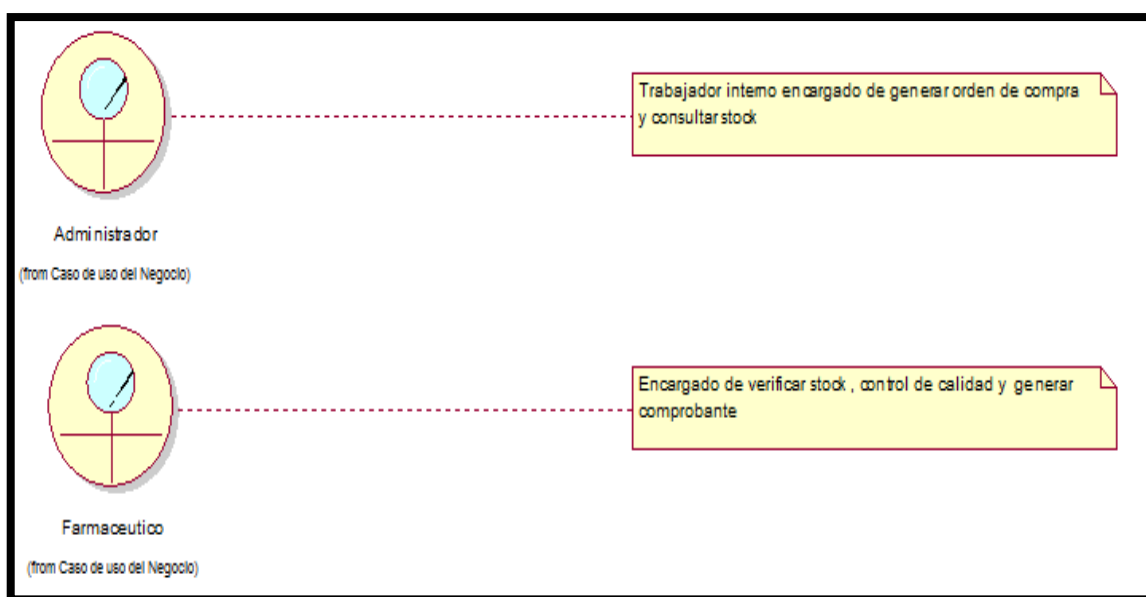 Trabajador interno encargado de generar orden de compra
y consultar stock
Administrador
(from Caso de uso del Negocio)
Encargado de verificar stock , control de calidad y generar
comprobante
Farmaceutico
(from Caso de uso del Negocio)